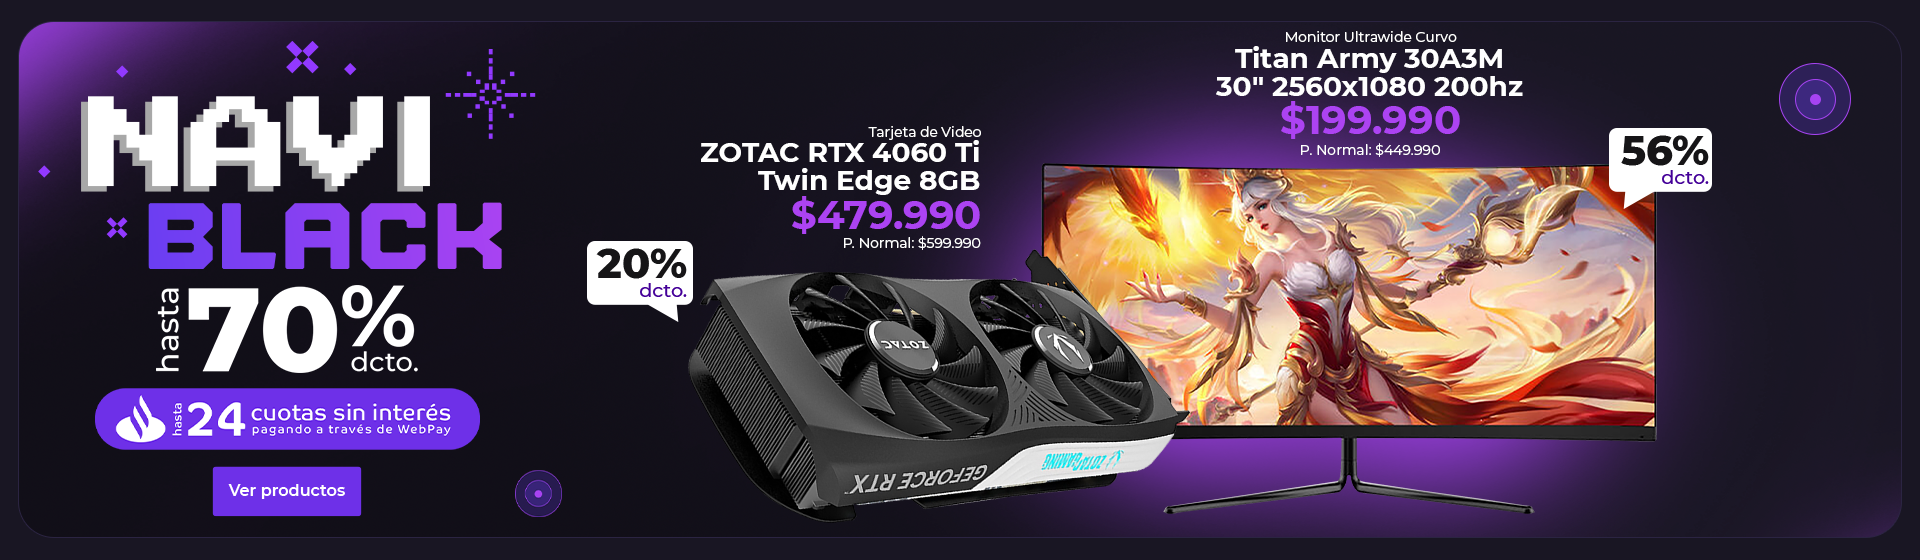 NAVI
BLACK
hasta
70%
dcto.
hasta
24
cuotas sin interés
pagando a través de WebPay
Ver productos
Tarjeta de Video
ZOTAC RTX 4060 Ti
Twin Edge 8GB
$479.990
P. Normal: $599.990
20%
dcto.
ZOTAC
GEFORCE RTX
ZOTAC GAMING
Monitor Ultrawide Curvo
Titan Army 30A3M
30" 2560x1080 200hz
$199.990
P. Normal: $449.990
56%
dcto.